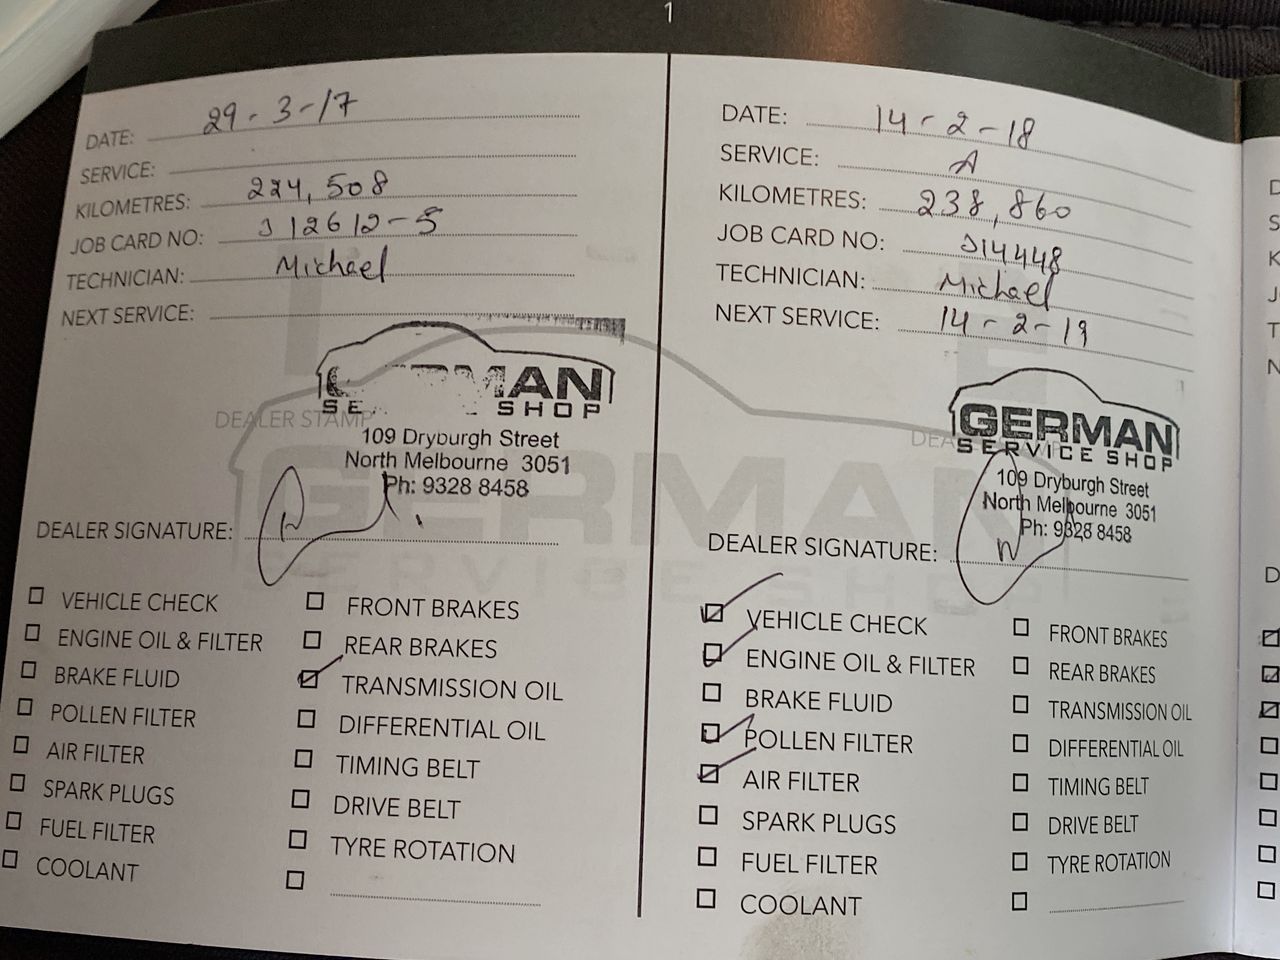 1
DATE: 29-3-17
SERVICE:
KILOMETRES: 224,508
JOB CARD NO: J12612-5
TECHNICIAN: Michael
NEXT SERVICE:
DEALER STAMP
MAN
SE SHOP
109 Dryburgh Street
North Melbourne 3051
Ph: 9328 8458
DEALER SIGNATURE:
GERMAN
SERVICE SHOP
☐ VEHICLE CHECK
☐ ENGINE OIL & FILTER
☐ BRAKE FLUID
☐ POLLEN FILTER
☐ AIR FILTER
☐ SPARK PLUGS
☐ FUEL FILTER
☐ COOLANT
☐ FRONT BRAKES
☐ REAR BRAKES
☑ TRANSMISSION OIL
☐ DIFFERENTIAL OIL
☐ TIMING BELT
☐ DRIVE BELT
☐ TYRE ROTATION
DATE: 14-2-18
SERVICE: A
KILOMETRES: 238,860
JOB CARD NO: J14448
TECHNICIAN: Michael
NEXT SERVICE: 14-2-19
GERMAN
SERVICE SHOP
109 Dryburgh Street
North Melbourne 3051
Ph: 9328 8458
DEALER SIGNATURE:
☑ VEHICLE CHECK
☑ ENGINE OIL & FILTER
☐ BRAKE FLUID
☑ POLLEN FILTER
☑ AIR FILTER
☐ SPARK PLUGS
☐ FUEL FILTER
☐ COOLANT
☐ FRONT BRAKES
☐ REAR BRAKES
☐ TRANSMISSION OIL
☐ DIFFERENTIAL OIL
☐ TIMING BELT
☐ DRIVE BELT
☐ TYRE ROTATION